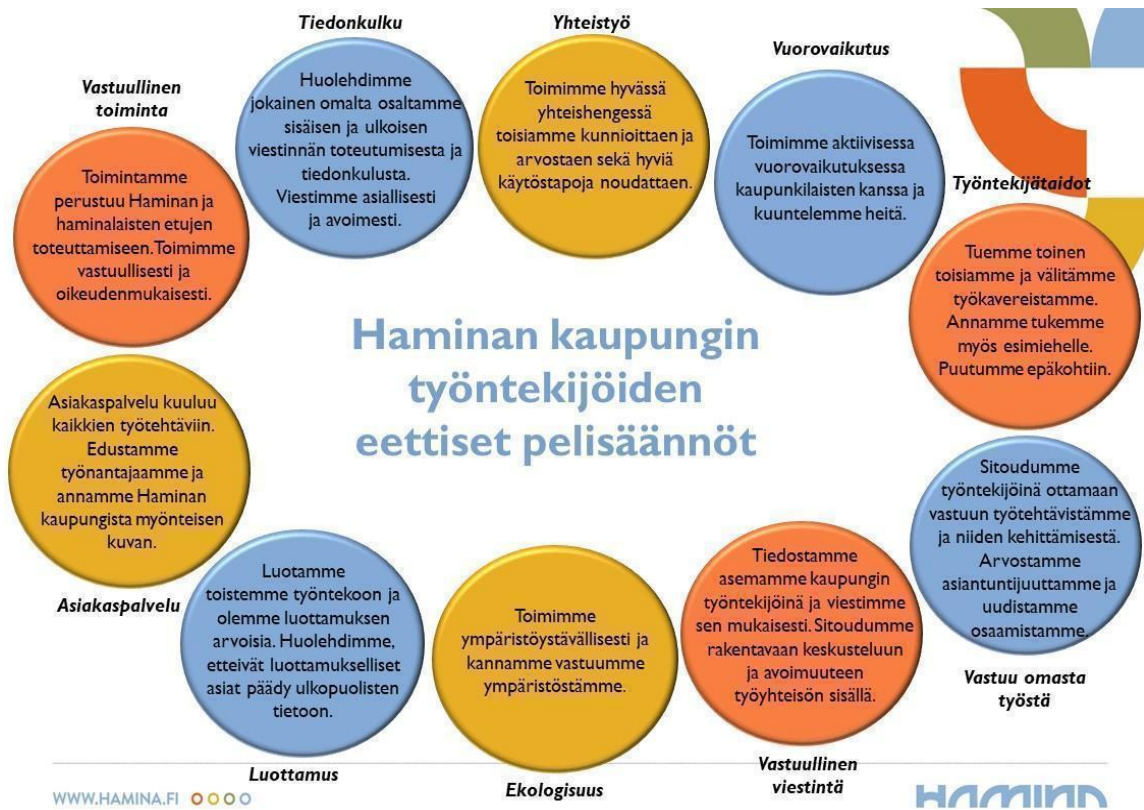 Tiedonkulku
Huolehdimme
jokainen omalta osaltamme
sisäisen ja ulkoisen
viestinnän toteutumisesta ja
tiedonkulusta.
Viestimme asiallisesti
ja avoimesti.
Yhteistyö
Toimimme hyvässä
yhteishengessä
toisiamme kunnioittaen ja
arvostaen sekä hyviä
käytöstapoja noudattaen.
Vuorovaikutus
Toimimme aktiivisessa
vuorovaikutuksessa
kaupunkilaisten kanssa ja
kuuntelemme heitä.
Vastuullinen
toiminta
Toimintamme
perustuu Haminan ja
haminalaisten etujen
toteuttamiseen. Toimimme
vastuullisesti ja
oikeudenmukaisesti.
Työntekijätaidot
Tuemme toinen
toisiamme ja välitämme
työkavereistamme.
Annamme tukemme
myös esimiehelle.
Puutumme epäkohtiin.
Haminan kaupungin
työntekijöiden
eettiset pelisäännöt
Asiakaspalvelu kuuluu
kaikkien työtehtäviin.
Edustamme
työnantajaamme ja
annamme Haminan
kaupungista myönteisen
kuvan.
Asiakaspalvelu
Luotamme
toistemme työntekoon ja
olemme luottamuksen
arvoisia. Huolehdimme,
etteivät luottamukselliset
asiat päädy ulkopuolisten
tietoon.
Luottamus
Toimimme
ympäristöystävällisesti ja
kannamme vastuumme
ympäristöstämme.
Ekologisuus
Tiedostamme
asemamme kaupungin
työntekijöinä ja viestimme
sen mukaisesti. Sitoudumme
rakentavaan keskusteluun
ja avoimuuteen
työyhteisön sisällä.
Vastuullinen
viestintä
Sitoudumme
työntekijöinä ottamaan
vastuun työtehtävistämme
ja niiden kehittämisestä.
Arvostamme
asiantuntijuuttamme ja
uudistamme
osaamistamme.
Vastuu omasta
työstä
WWW.HAMINA.FI
HAMINA